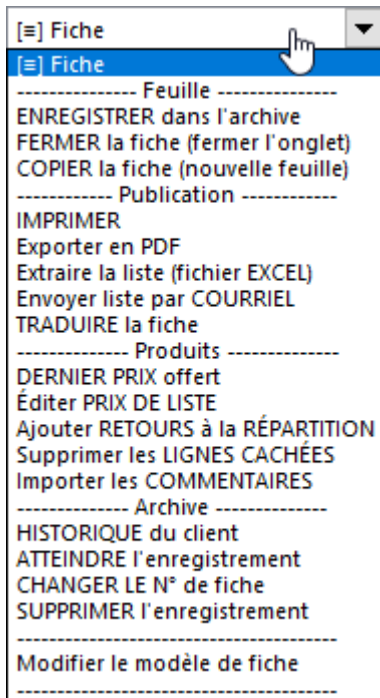 [≡] Fiche
[≡] Fiche
--------------- Feuille ---------------
ENREGISTRER dans l'archive
FERMER la fiche (fermer l'onglet)
COPIER la fiche (nouvelle feuille)
------------ Publication ------------
IMPRIMER
Exporter en PDF
Extraire la liste (fichier EXCEL)
Envoyer liste par COURRIEL
TRADUIRE la fiche
-------------- Produits --------------
DERNIER PRIX offert
Éditer PRIX DE LISTE
Ajouter RETOURS à la RÉPARTITION
Supprimer les LIGNES CACHÉES
Importer les COMMENTAIRES
-------------- Archive --------------
HISTORIQUE du client
ATTEINDRE l'enregistrement
CHANGER LE N° de fiche
SUPPRIMER l'enregistrement
----------------------------------------
Modifier le modèle de fiche
----------------------------------------